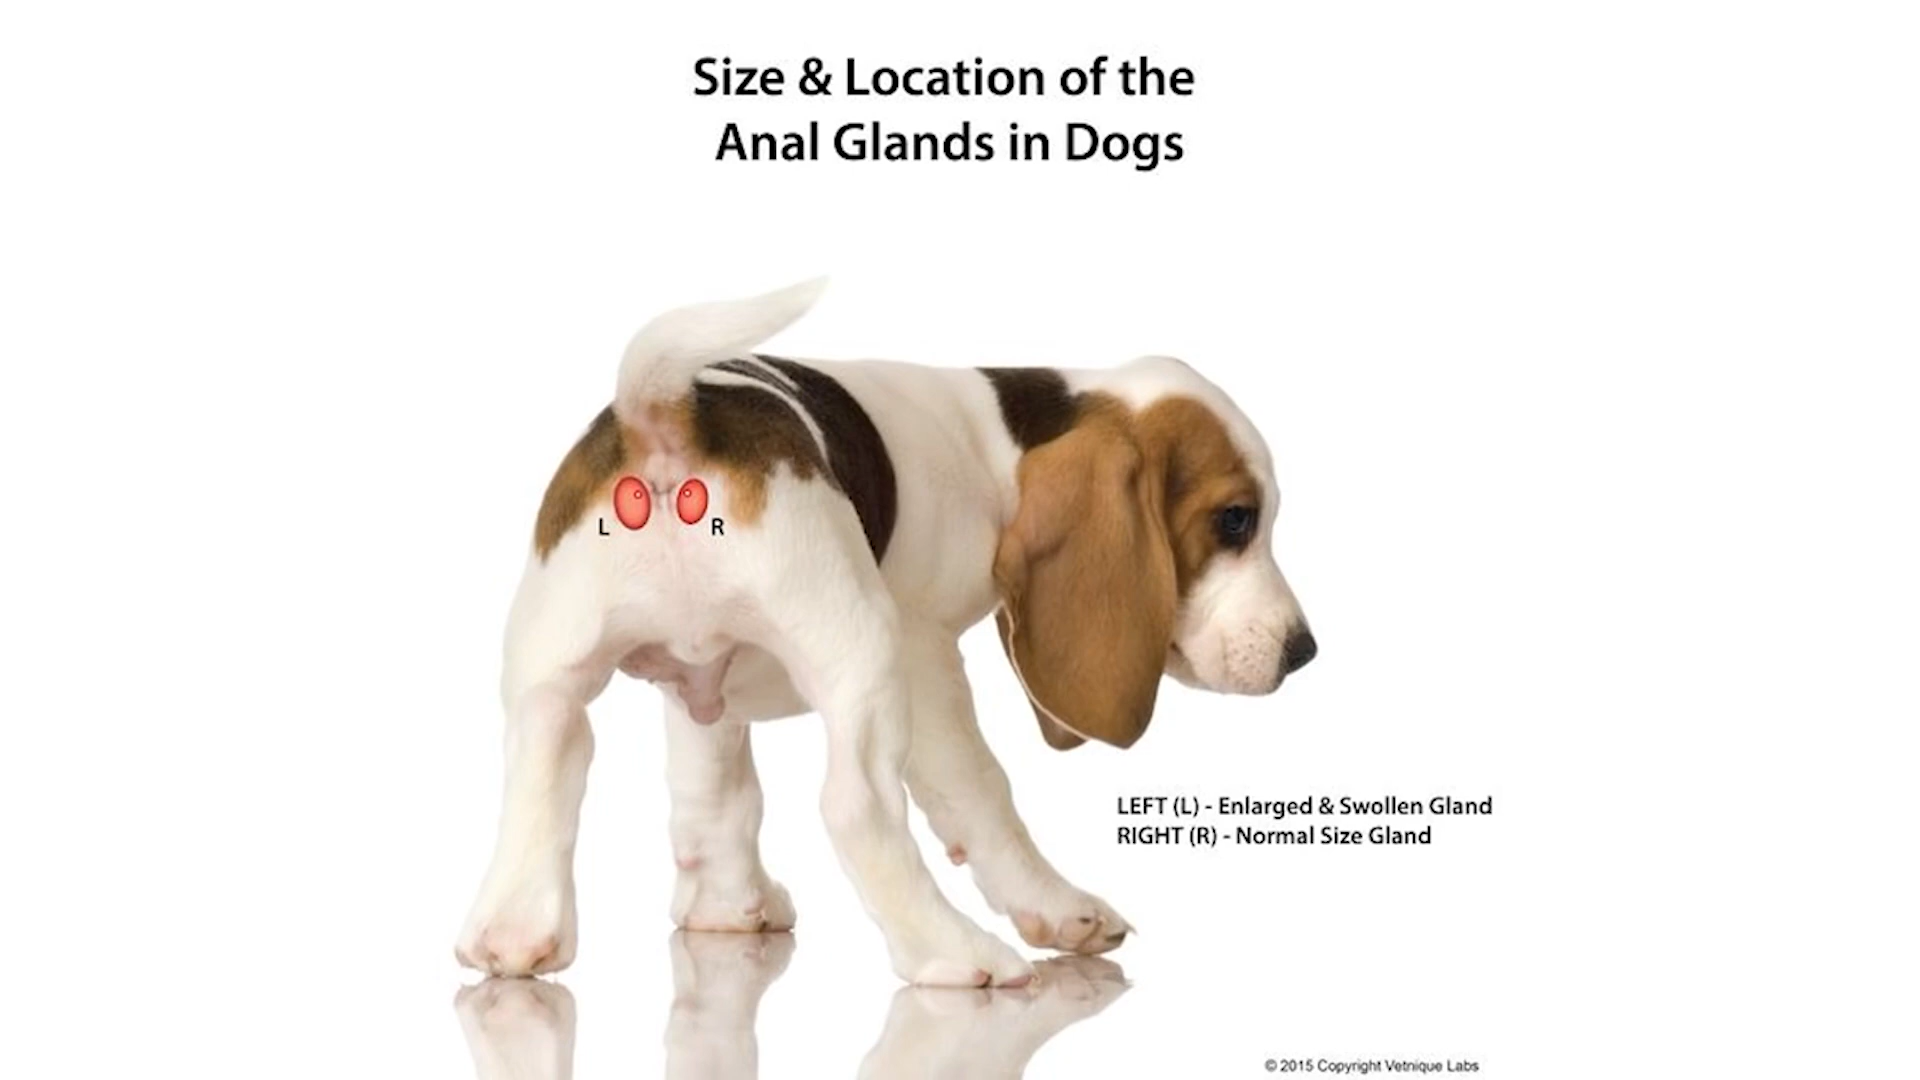 Size & Location of the
Anal Glands in Dogs
L
R
LEFT (L) - Enlarged & Swollen Gland
RIGHT (R) - Normal Size Gland
© 2015 Copyright Vetnique Labs